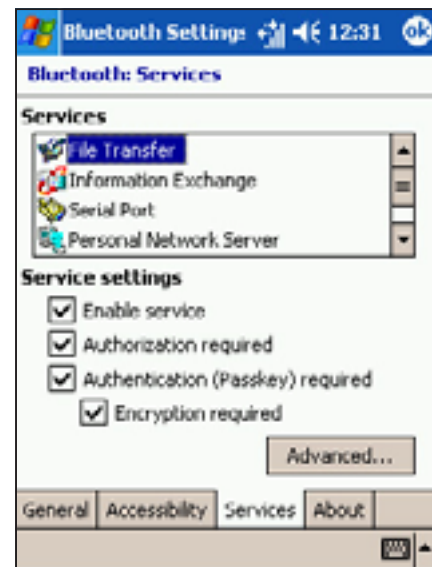 Bluetooth Settings 12:31 ok
Bluetooth: Services
Services
File Transfer
Information Exchange
Serial Port
Personal Network Server
Service settings
Enable service
Authorization required
Authentication (Passkey) required
Encryption required
Advanced...
General Accessibility Services About